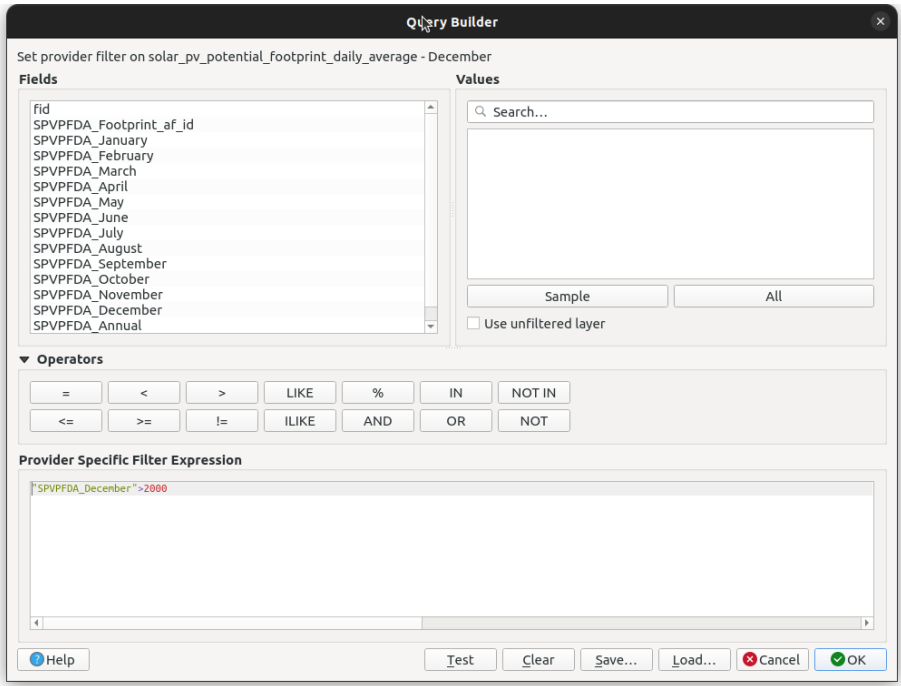 Query Builder
Set provider filter on solar_pv_potential_footprint_daily_average - December
Fields
Values
fid
SPVPFDA_Footprint_af_id
SPVPFDA_January
SPVPFDA_February
SPVPFDA_March
SPVPFDA_April
SPVPFDA_May
SPVPFDA_June
SPVPFDA_July
SPVPFDA_August
SPVPFDA_September
SPVPFDA_October
SPVPFDA_November
SPVPFDA_December
SPVPFDA_Annual
Search...
Sample All
Use unfiltered layer
Operators
= < > LIKE % IN NOT IN
<= >= != ILIKE AND OR NOT
Provider Specific Filter Expression
"SPVPFDA_December">2000
Help Test Clear Save... Load... Cancel OK